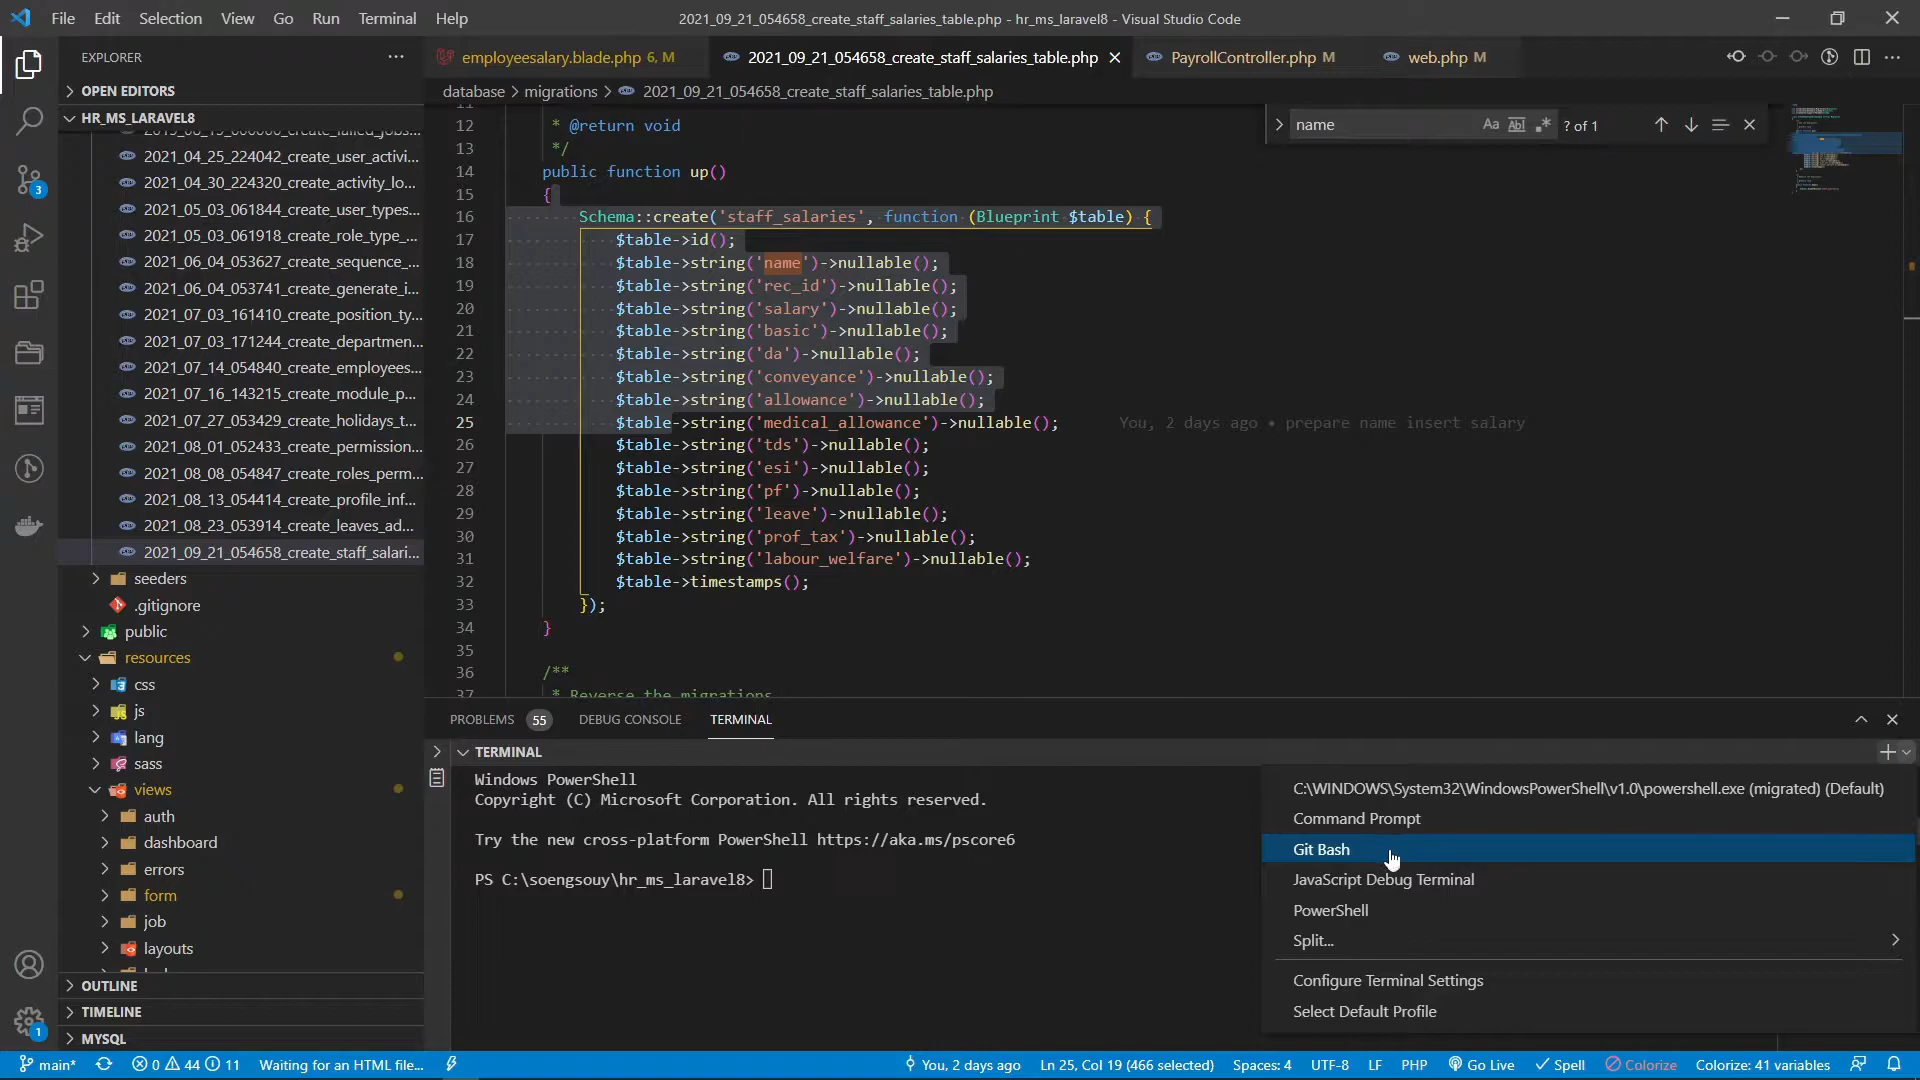 File Edit Selection View Go Run Terminal Help
2021_09_21_054658_create_staff_salaries_table.php - hr_ms_laravel8 - Visual Studio Code
EXPLORER
employeesalary.blade.php 6, M
2021_09_21_054658_create_staff_salaries_table.php
PayrollController.php M
web.php M
OPEN EDITORS
database > migrations > 2021_09_21_054658_create_staff_salaries_table.php
HR_MS_LARAVEL8
name
Aa Abl .* ? of 1
2021_04_25_224042_create_user_activi...
2021_04_30_224320_create_activity_lo...
2021_05_03_061844_create_user_types...
2021_05_03_061918_create_role_type_...
2021_06_04_053627_create_sequence_...
2021_06_04_053741_create_generate_i...
2021_07_03_161410_create_position_ty...
2021_07_03_171244_create_departmen...
2021_07_14_054840_create_employees...
2021_07_16_143215_create_module_p...
2021_07_27_053429_create_holidays_t...
2021_08_01_052433_create_permission...
2021_08_08_054847_create_roles_perm...
2021_08_13_054414_create_profile_inf...
2021_08_23_053914_create_leaves_ad...
2021_09_21_054658_create_staff_salari...
seeders
.gitignore
public
resources
css
js
lang
sass
views
auth
dashboard
errors
form
job
layouts
OUTLINE
TIMELINE
MYSQL
3
1
12 * @return void
13 */
14 public function up()
15 {
16 Schema::create('staff_salaries', function (Blueprint $table) {
17 $table->id();
18 $table->string('name')->nullable();
19 $table->string('rec_id')->nullable();
20 $table->string('salary')->nullable();
21 $table->string('basic')->nullable();
22 $table->string('da')->nullable();
23 $table->string('conveyance')->nullable();
24 $table->string('allowance')->nullable();
25 $table->string('medical_allowance')->nullable(); You, 2 days ago • prepare name insert salary
26 $table->string('tds')->nullable();
27 $table->string('esi')->nullable();
28 $table->string('pf')->nullable();
29 $table->string('leave')->nullable();
30 $table->string('prof_tax')->nullable();
31 $table->string('labour_welfare')->nullable();
32 $table->timestamps();
33 });
34 }
35
36 /**
37 * Reverse the migrations
PROBLEMS 55 DEBUG CONSOLE TERMINAL
TERMINAL
Windows PowerShell
Copyright (C) Microsoft Corporation. All rights reserved.
Try the new cross-platform PowerShell https://aka.ms/pscore6
PS C:\soengsouy\hr_ms_laravel8>
C:\WINDOWS\System32\WindowsPowerShell\v1.0\powershell.exe (migrated) (Default)
Command Prompt
Git Bash
JavaScript Debug Terminal
PowerShell
Split...
Configure Terminal Settings
Select Default Profile
main* 0 44 11 Waiting for an HTML file... You, 2 days ago Ln 25, Col 19 (466 selected) Spaces: 4 UTF-8 LF PHP Go Live Spell Colorize Colorize: 41 variables